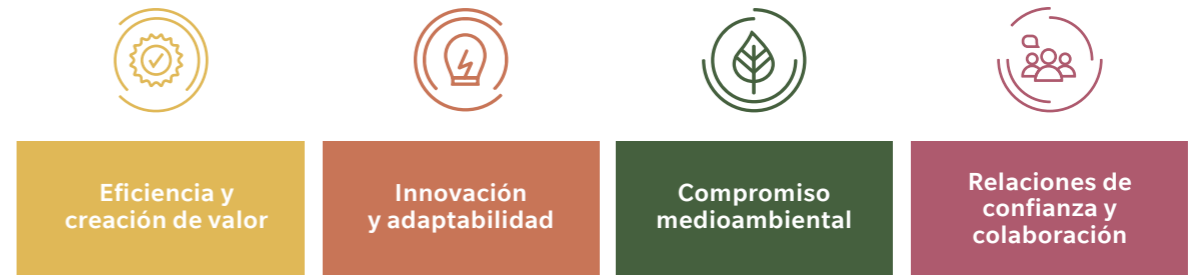 Eficiencia y
creación de valor
Innovación
y adaptabilidad
Compromiso
medioambiental
Relaciones de
confianza y
colaboración